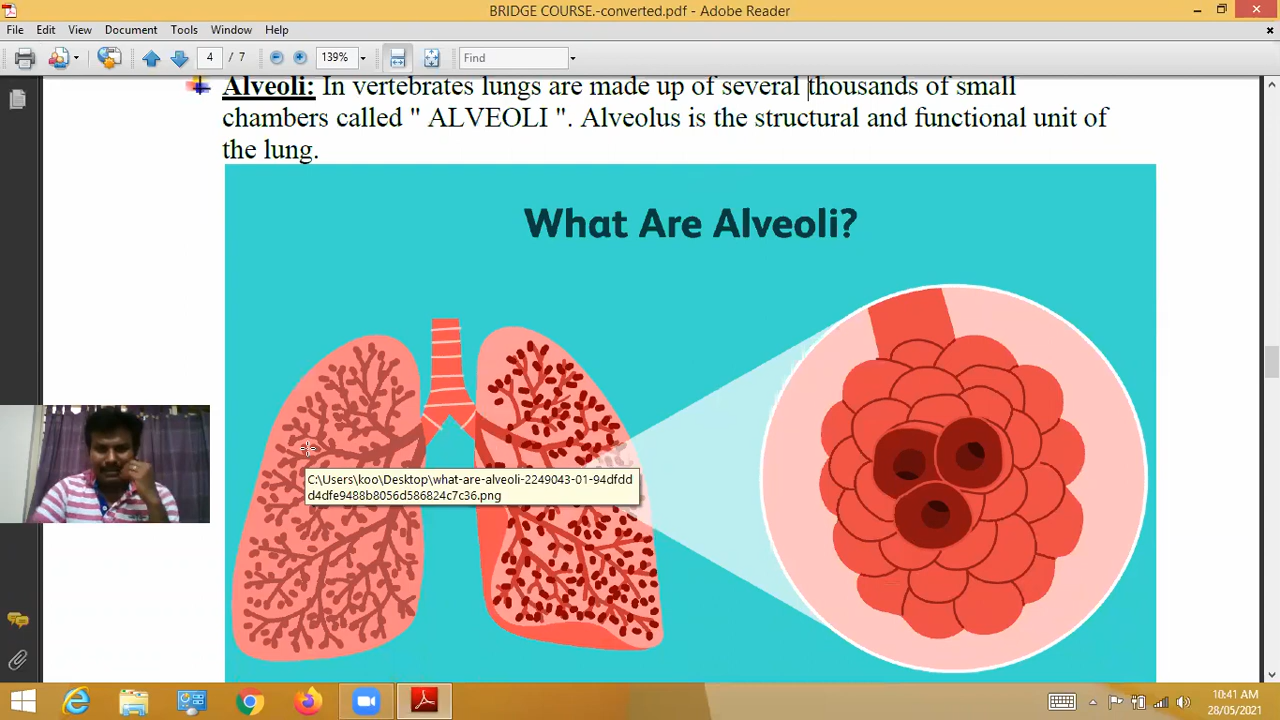 BRIDGE COURSE.-converted.pdf - Adobe Reader
File Edit View Document Tools Window Help
4 / 7 139% Find
Alveoli: In vertebrates lungs are made up of several thousands of small
chambers called " ALVEOLI ". Alveolus is the structural and functional unit of
the lung.
What Are Alveoli?
C:\Users\koo\Desktop\what-are-alveoli-2249043-01-94dfdd
d4dfe9488b8056d586824c7c36.png
10:41 AM
28/05/2021